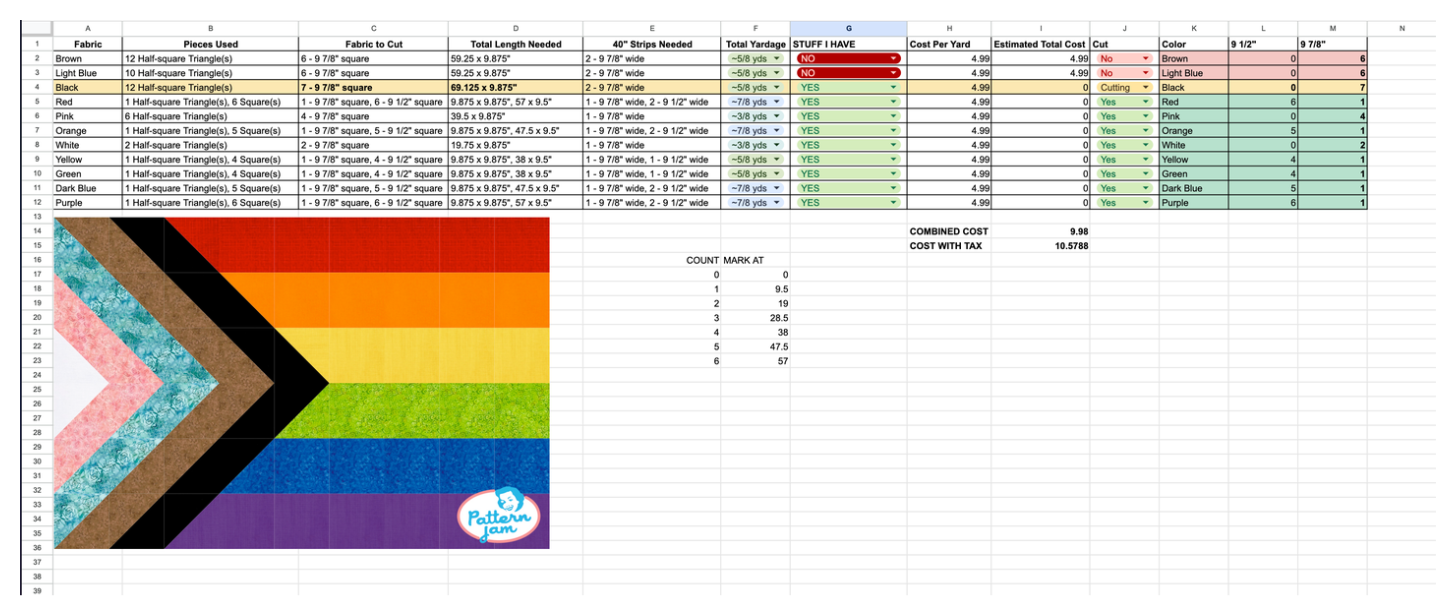 A B C D E F G H I J K L M N
1 Fabric Pieces Used Fabric to Cut Total Length Needed 40" Strips Needed Total Yardage STUFF I HAVE Cost Per Yard Estimated Total Cost Cut Color 9 1/2" 9 7/8"
2 Brown 12 Half-square Triangle(s) 6 - 9 7/8" square 59.25 x 9.875" 2 - 9 7/8" wide ~5/8 yds NO 4.99 4.99 No Brown 0 6
3 Light Blue 10 Half-square Triangle(s) 6 - 9 7/8" square 59.25 x 9.875" 2 - 9 7/8" wide ~5/8 yds NO 4.99 4.99 No Light Blue 0 6
4 Black 12 Half-square Triangle(s) 7 - 9 7/8" square 69.125 x 9.875" 2 - 9 7/8" wide ~5/8 yds YES 4.99 0 Cutting Black 0 7
5 Red 1 Half-square Triangle(s), 6 Square(s) 1 - 9 7/8" square, 6 - 9 1/2" square 9.875 x 9.875", 57 x 9.5" 1 - 9 7/8" wide, 2 - 9 1/2" wide ~7/8 yds YES 4.99 0 Yes Red 6 1
6 Pink 6 Half-square Triangle(s) 4 - 9 7/8" square 39.5 x 9.875" 1 - 9 7/8" wide ~3/8 yds YES 4.99 0 Yes Pink 0 4
7 Orange 1 Half-square Triangle(s), 5 Square(s) 1 - 9 7/8" square, 5 - 9 1/2" square 9.875 x 9.875", 47.5 x 9.5" 1 - 9 7/8" wide, 2 - 9 1/2" wide ~7/8 yds YES 4.99 0 Yes Orange 5 1
8 White 2 Half-square Triangle(s) 2 - 9 7/8" square 19.75 x 9.875" 1 - 9 7/8" wide ~3/8 yds YES 4.99 0 Yes White 0 2
9 Yellow 1 Half-square Triangle(s), 4 Square(s) 1 - 9 7/8" square, 4 - 9 1/2" square 9.875 x 9.875", 38 x 9.5" 1 - 9 7/8" wide, 1 - 9 1/2" wide ~5/8 yds YES 4.99 0 Yes Yellow 4 1
10 Green 1 Half-square Triangle(s), 4 Square(s) 1 - 9 7/8" square, 4 - 9 1/2" square 9.875 x 9.875", 38 x 9.5" 1 - 9 7/8" wide, 1 - 9 1/2" wide ~5/8 yds YES 4.99 0 Yes Green 4 1
11 Dark Blue 1 Half-square Triangle(s), 5 Square(s) 1 - 9 7/8" square, 5 - 9 1/2" square 9.875 x 9.875", 47.5 x 9.5" 1 - 9 7/8" wide, 2 - 9 1/2" wide ~7/8 yds YES 4.99 0 Yes Dark Blue 5 1
12 Purple 1 Half-square Triangle(s), 6 Square(s) 1 - 9 7/8" square, 6 - 9 1/2" square 9.875 x 9.875", 57 x 9.5" 1 - 9 7/8" wide, 2 - 9 1/2" wide ~7/8 yds YES 4.99 0 Yes Purple 6 1
13
14 COMBINED COST 9.98
15 COST WITH TAX 10.5788
16 COUNT MARK AT
17 0 0
18 1 9.5
19 2 19
20 3 28.5
21 4 38
22 5 47.5
23 6 57
24
25
26
27
28
29
30
31
32
33
34 Pattern
35 Jam
36
37
38
39